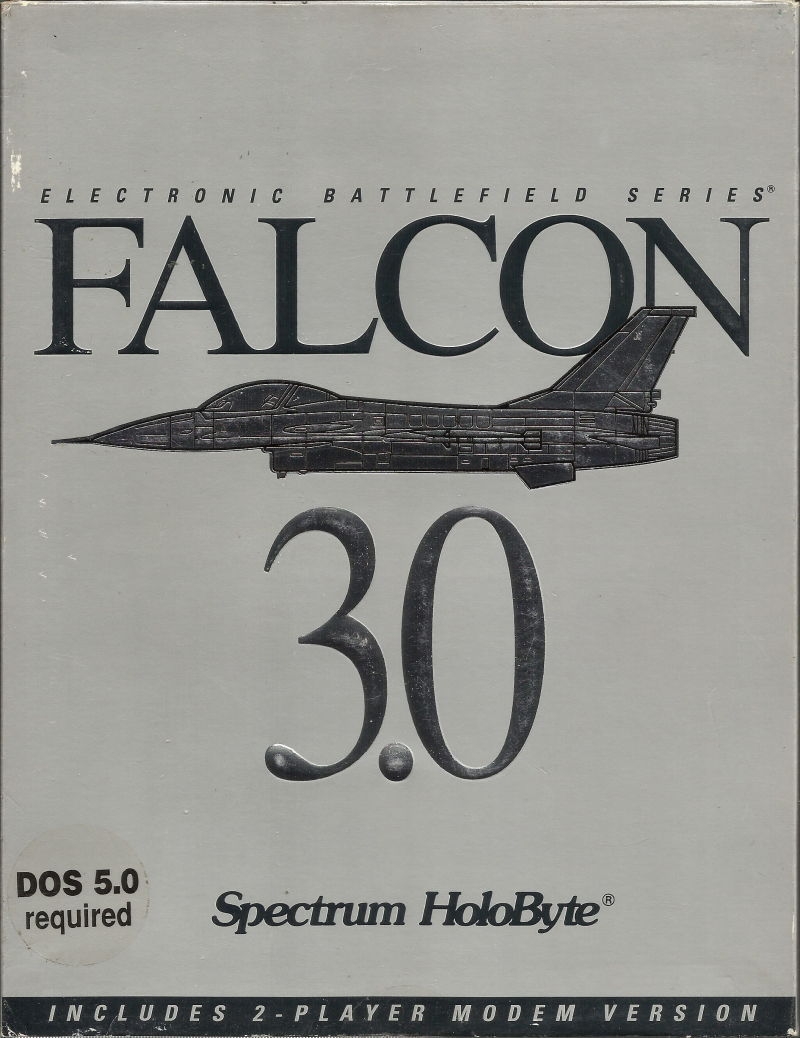 ELECTRONIC BATTLEFIELD SERIES®
FALCON
3.0
DOS 5.0
required
Spectrum HoloByte®
INCLUDES 2-PLAYER MODEM VERSION